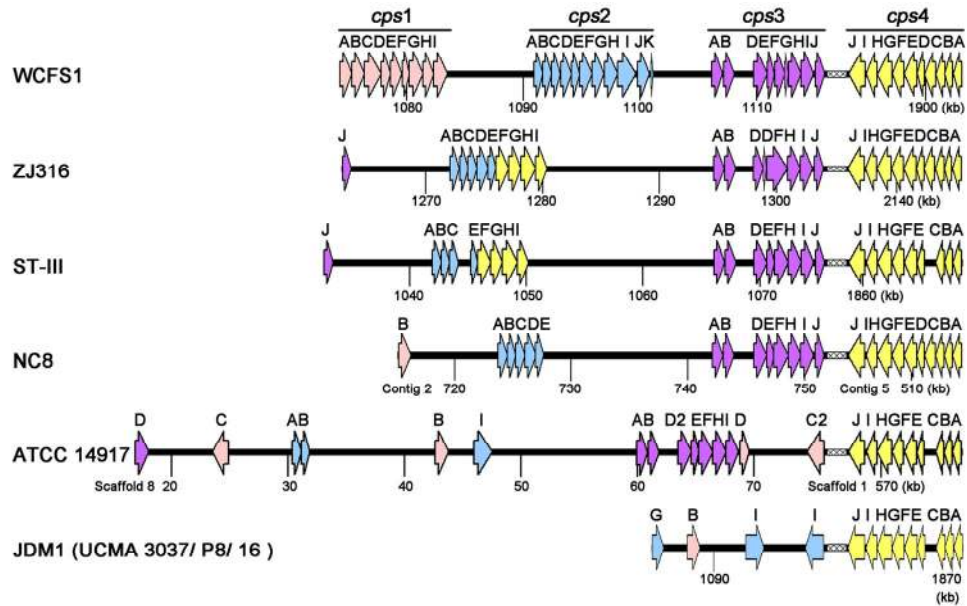 cps1 cps2 cps3 cps4
ABCDEFGHI ABCDEFGH I JK AB DEFGHIJ J I HGFEDCBA
WCFS1
1080 1090 1100 1110 1900 (kb)
J ABCDEFGHI AB DDFH I J J IHGFEDCBA
ZJ316
1270 1280 1290 1300 2140 (kb)
J ABC EFGHI AB DEFGHI J J I HGFE CBA
ST-III
1040 1050 1060 1070 1860 (kb)
B ABCDE AB DEFH I J J IHGFEDCBA
NC8
Contig 2 720 730 740 750 Contig 5 510 (kb)
D C AB B I AB D2 EFHI D C2 J I HGFE CBA
ATCC 14917
Scaffold 8 20 30 40 50 60 70 Scaffold 1 570 (kb)
G B I I J I HGFE CBA
JDM1 (UCMA 3037/ P8/ 16 )
1090 1870
(kb)